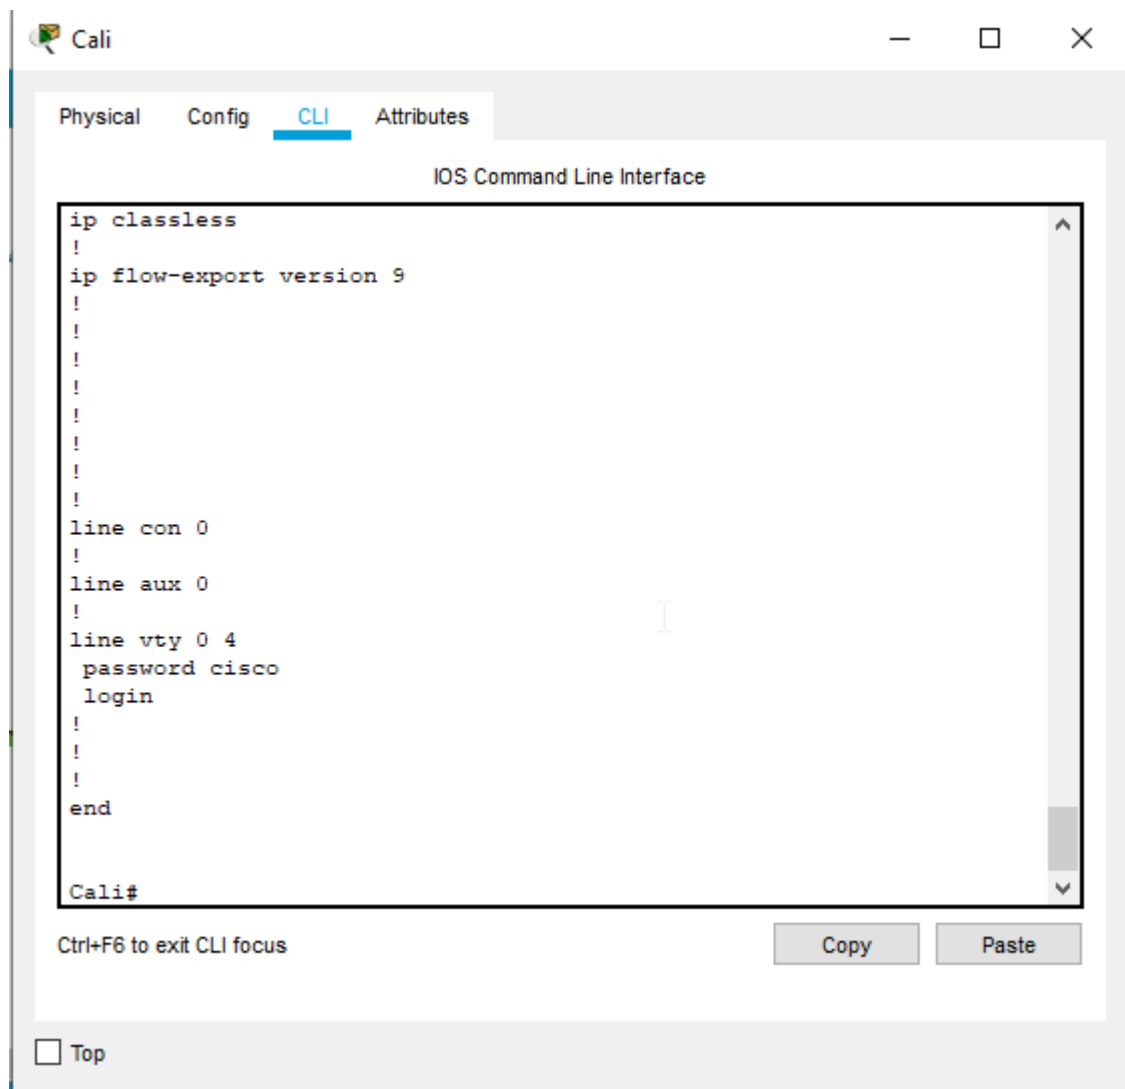 Cali
Physical Config CLI Attributes
IOS Command Line Interface
ip classless
!
ip flow-export version 9
!
!
!
!
!
!
!
!
line con 0
!
line aux 0
!
line vty 0 4
 password cisco
 login
!
!
!
end
Cali#
Ctrl+F6 to exit CLI focus
Copy Paste
Top